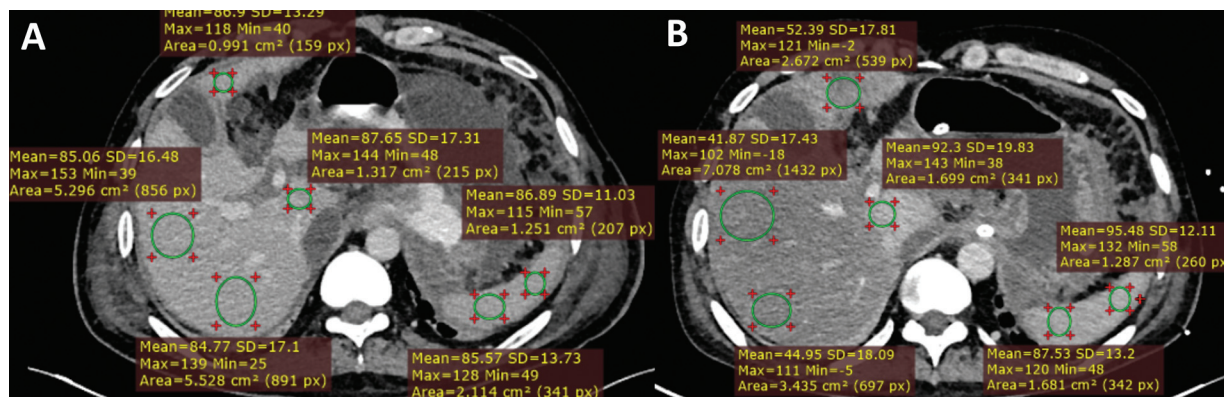 A
Mean=86.9 SD=13.29
Max=118 Min=40
Area=0.991 cm² (159 px)
Mean=87.65 SD=17.31
Max=144 Min=48
Area=1.317 cm² (215 px)
Mean=85.06 SD=16.48
Max=153 Min=39
Area=5.296 cm² (856 px)
Mean=86.89 SD=11.03
Max=115 Min=57
Area=1.251 cm² (207 px)
Mean=84.77 SD=17.1
Max=139 Min=25
Area=5.528 cm² (891 px)
Mean=85.57 SD=13.73
Max=128 Min=49
Area=2.114 cm² (341 px)
B
Mean=52.39 SD=17.81
Max=121 Min=-2
Area=2.672 cm² (539 px)
Mean=41.87 SD=17.43
Max=102 Min=-18
Area=7.078 cm² (1432 px)
Mean=92.3 SD=19.83
Max=143 Min=38
Area=1.699 cm² (341 px)
Mean=95.48 SD=12.11
Max=132 Min=58
Area=1.287 cm² (260 px
Mean=44.95 SD=18.09
Max=111 Min=-5
Area=3.435 cm² (697 px)
Mean=87.53 SD=13.2
Max=120 Min=48
Area=1.681 cm² (342 px)